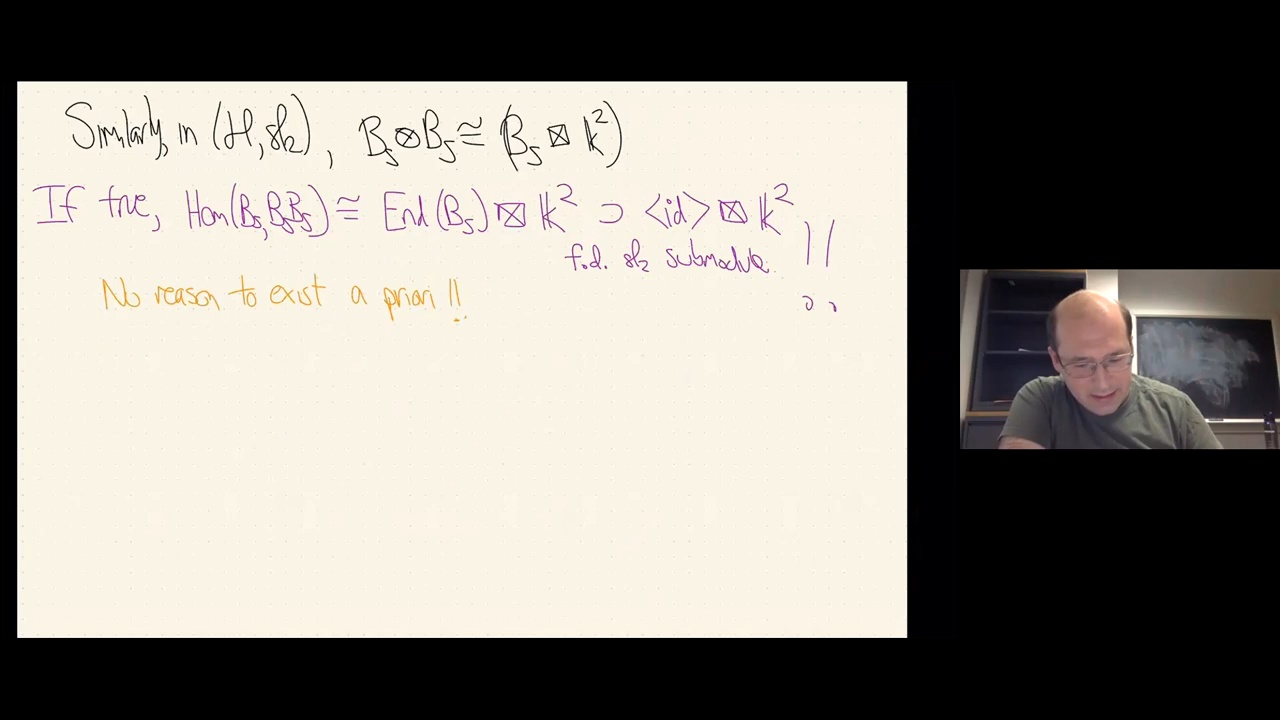 Similarly, in (H, sl₂), Bₛ⊗Bₛ ≅ (Bₛ ⊠ 𝕜²)
If true, Hom(Bₛ, BₛBₛ) ≅ End(Bₛ) ⊠ 𝕜² ⊃ <id> ⊠ 𝕜² !!
f.d. sl₂ submodule.
No reason to exist a priori !!